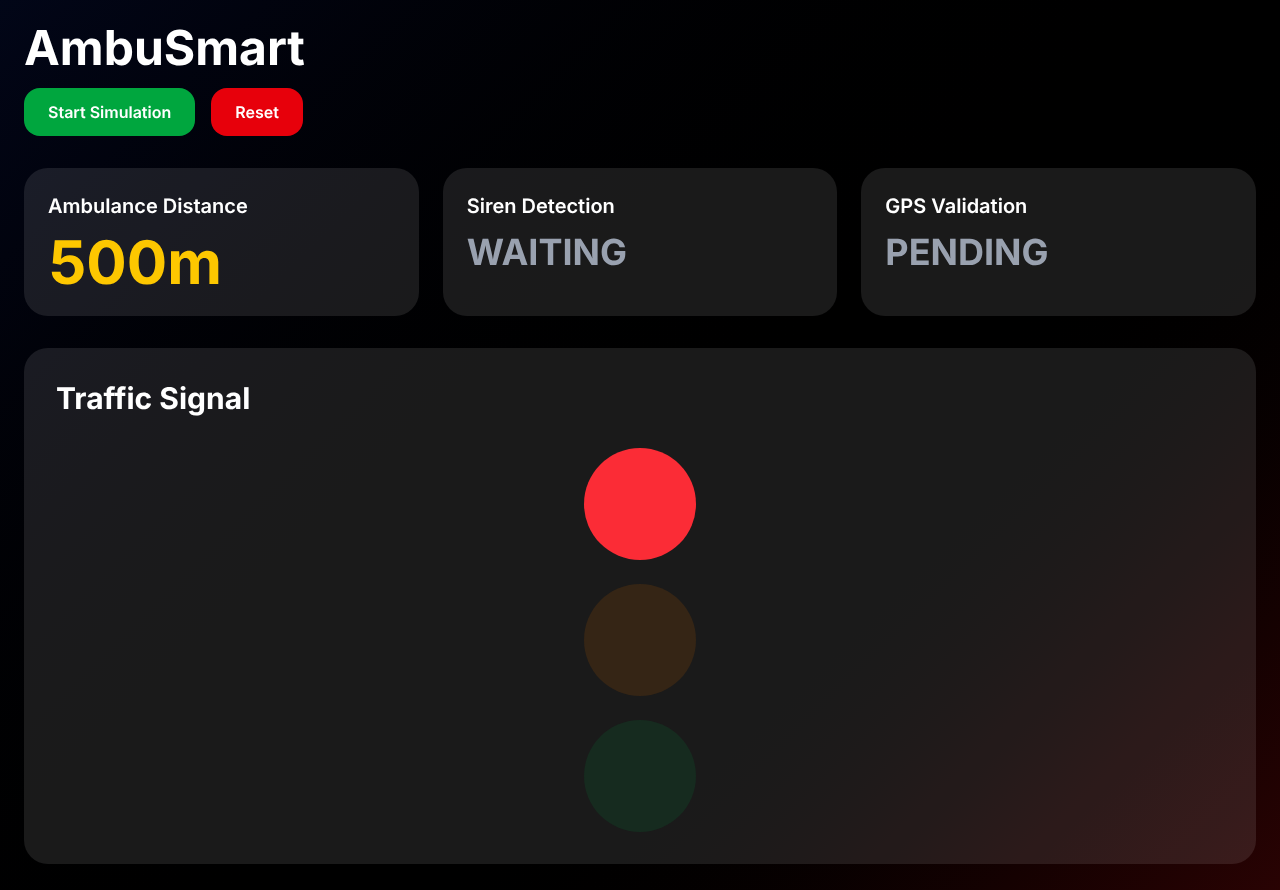 AmbuSmart
Start Simulation
Reset
Ambulance Distance
500m
Siren Detection
WAITING
GPS Validation
PENDING
Traffic Signal